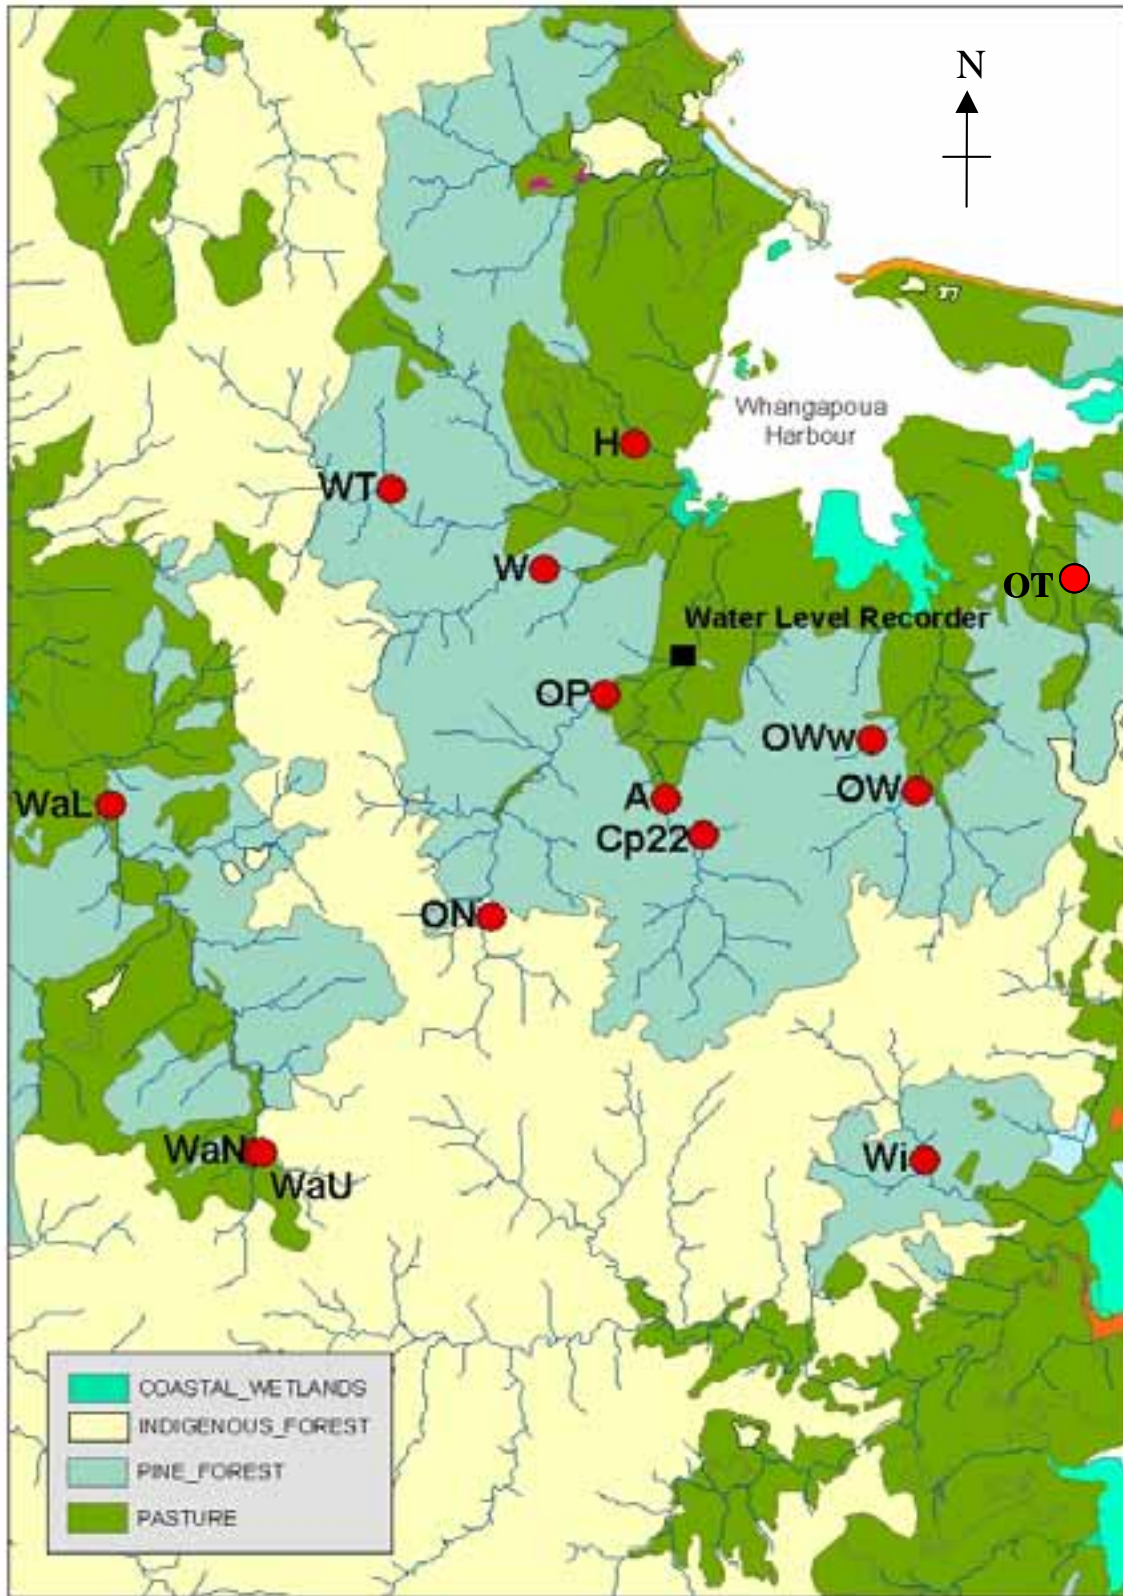 N
Whangapoua
Harbour
H
WT
W
OT
Water Level Recorder
OP
OWw
OW
WaL
A
Cp22
ON
WaN
WaU
Wi
COASTAL_WETLANDS
INDIGENOUS_FOREST
PINE_FOREST
PASTURE